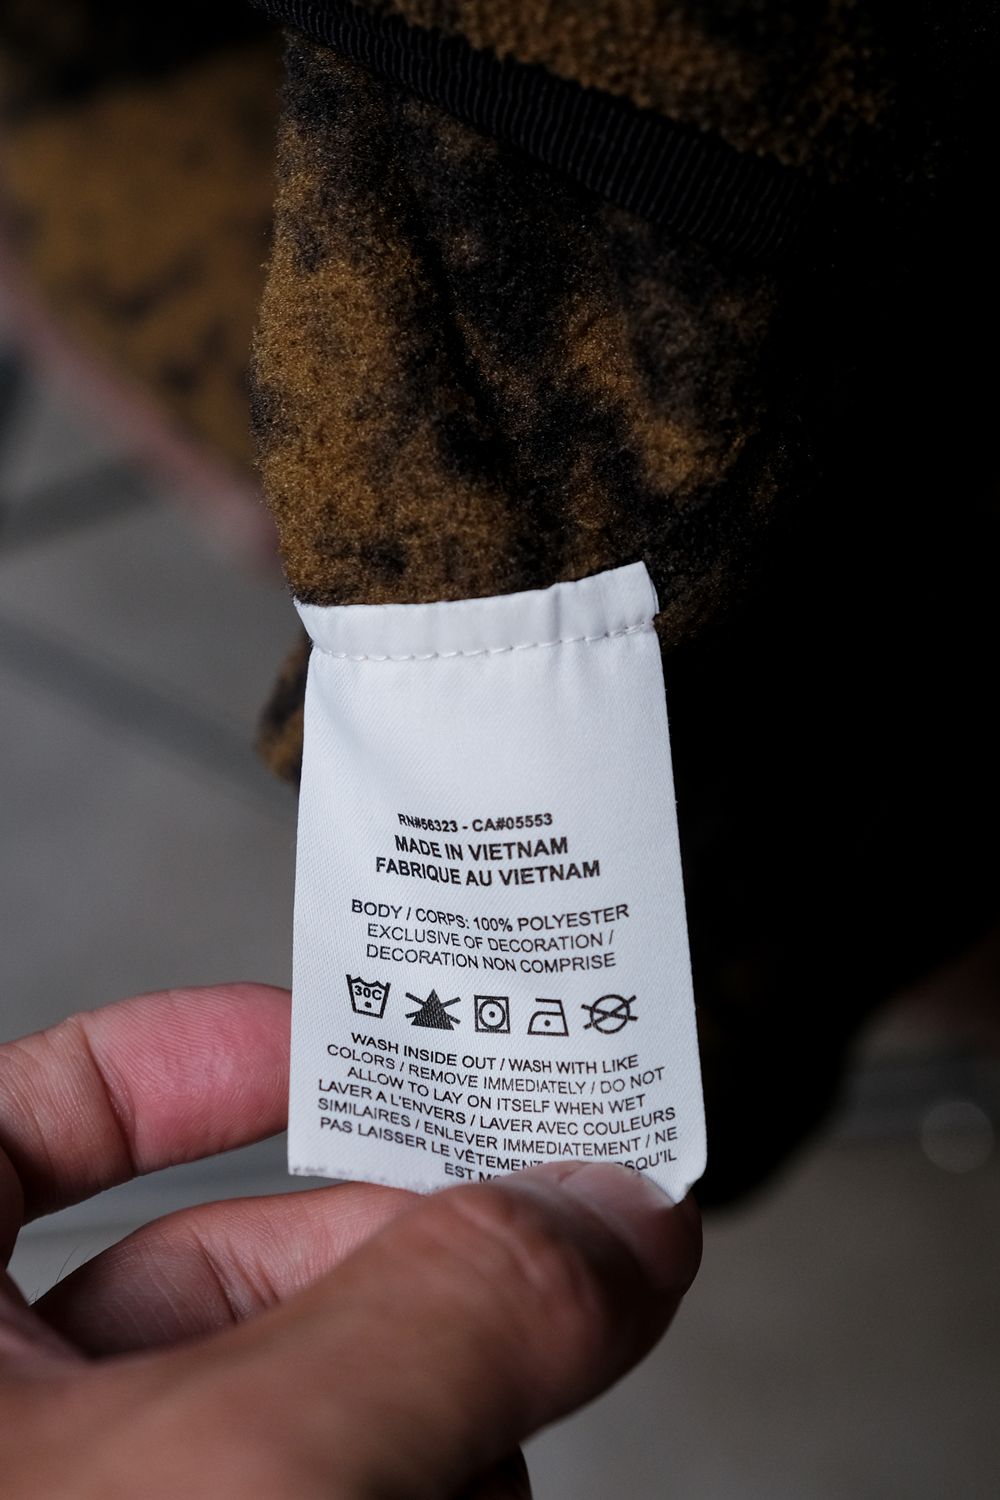 RN#56323 - CA#05553
MADE IN VIETNAM
FABRIQUE AU VIETNAM
BODY / CORPS: 100% POLYESTER
EXCLUSIVE OF DECORATION /
DECORATION NON COMPRISE
30C
WASH INSIDE OUT / WASH WITH LIKE
COLORS / REMOVE IMMEDIATELY / DO NOT
ALLOW TO LAY ON ITSELF WHEN WET
LAVER A L'ENVERS / LAVER AVEC COULEURS
SIMILAIRES / ENLEVER IMMEDIATEMENT / NE
PAS LAISSER LE VÊTEMENT
EST